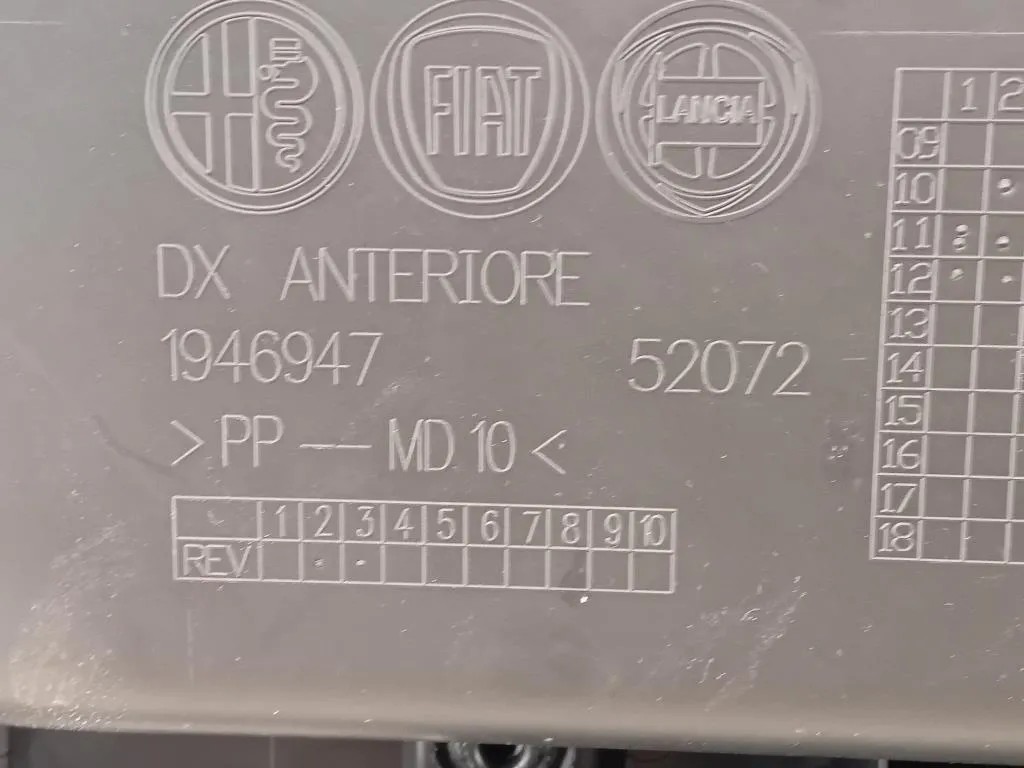 FIAT
LANCIA
DX ANTERIORE
1946947 52072
>PP — MD 10<
1 2 3 4 5 6 7 8 9 10
REV
1 2
09
10
11
12
13
14
15
16
17
18